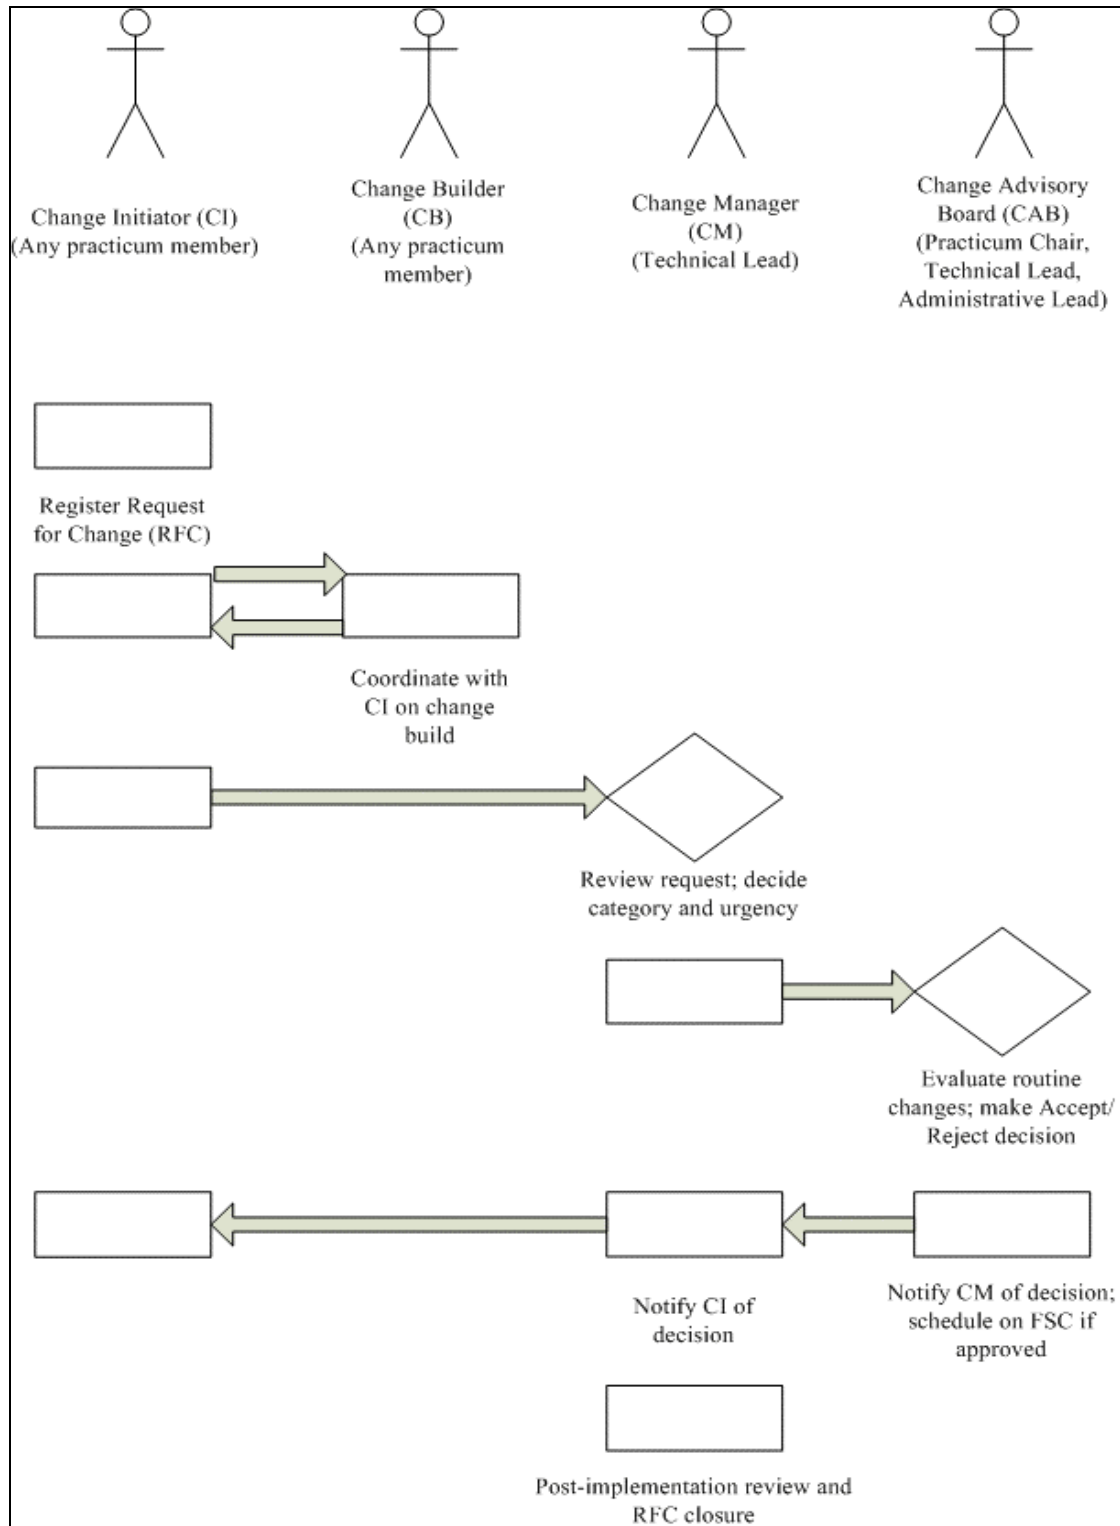 Change Initiator (CI)
(Any practicum member)
Change Builder
(CB)
(Any practicum
member)
Change Manager
(CM)
(Technical Lead)
Change Advisory
Board (CAB)
(Practicum Chair,
Technical Lead,
Administrative Lead)
Register Request
for Change (RFC)
Coordinate with
CI on change
build
Review request; decide
category and urgency
Evaluate routine
changes; make Accept/
Reject decision
Notify CI of
decision
Notify CM of decision;
schedule on FSC if
approved
Post-implementation review and
RFC closure